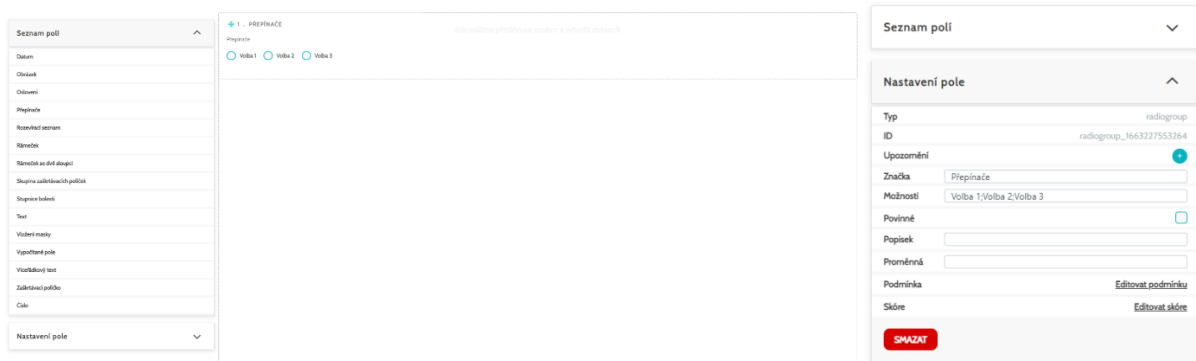 Seznam polí
Datum
Obrázek
Oslovení
Přepínače
Rozevírací seznam
Rámeček
Rámeček se dvě sloupci
Skupina zaškrtávacích políček
Stupnice bolesti
Text
Vložení masky
Vypočítané pole
Víceřádkový text
Zaškrtávací políčko
Číslo
Nastavení pole
1 . PŘEPÍNAČE
Přepínače
Volba 1 Volba 2 Volba 3
Seznam polí
Nastavení pole
Typ radiogroup
ID radiogroup_1663227553264
Upozornění
Značka Přepínače
Možnosti Volba 1;Volba 2;Volba 3
Povinné
Popisek
Proměnná
Podmínka Editovat podmínku
Skóre Editovat skóre
SMAZAT